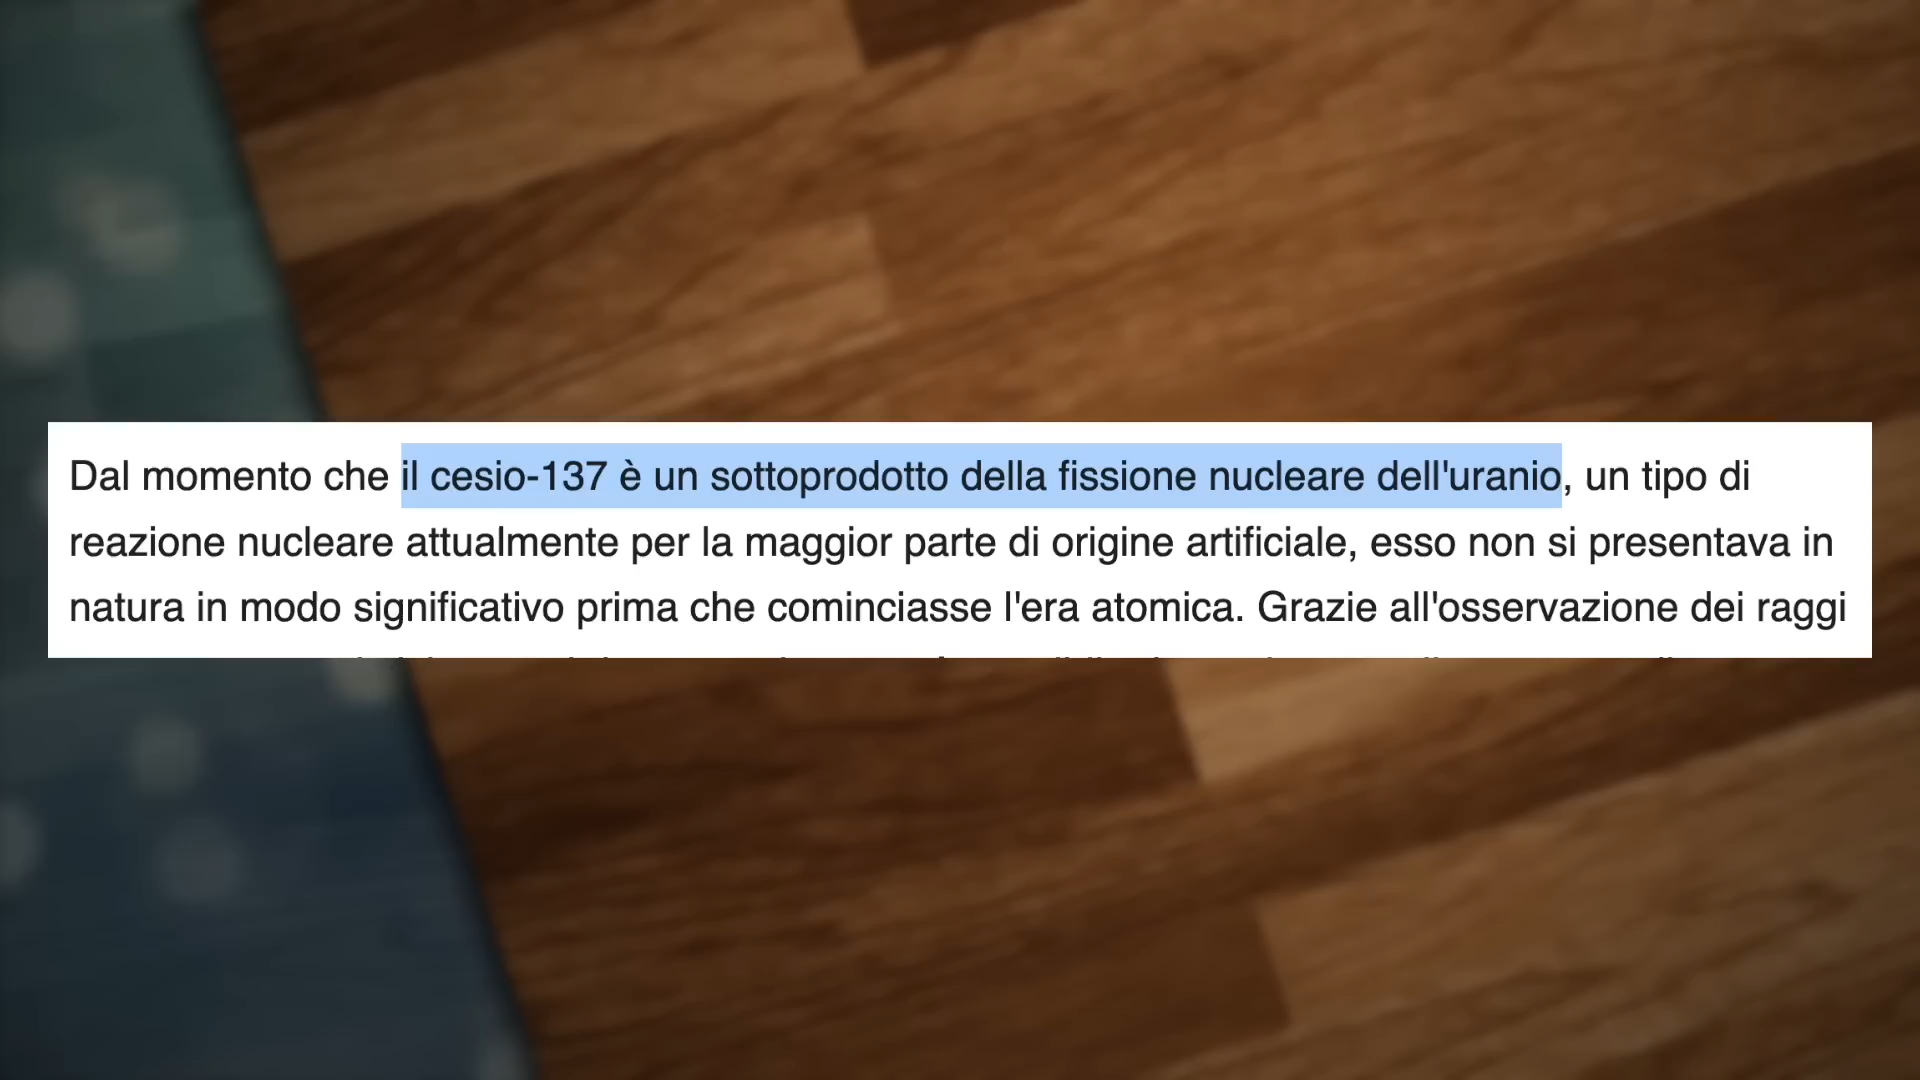 Dal momento che il cesio-137 è un sottoprodotto della fissione nucleare dell'uranio, un tipo di
reazione nucleare attualmente per la maggior parte di origine artificiale, esso non si presentava in
natura in modo significativo prima che cominciasse l'era atomica. Grazie all'osservazione dei raggi